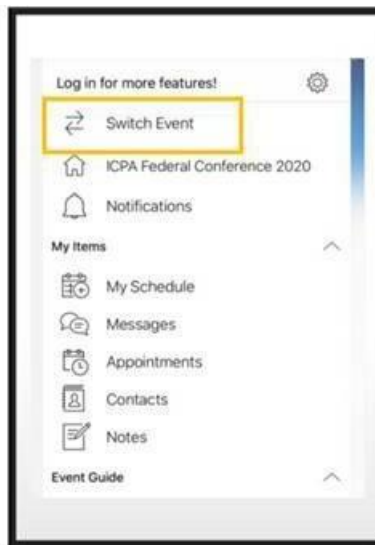 Log in for more features!
Switch Event
ICPA Federal Conference 2020
Notifications
My Items
My Schedule
Messages
Appointments
Contacts
Notes
Event Guide